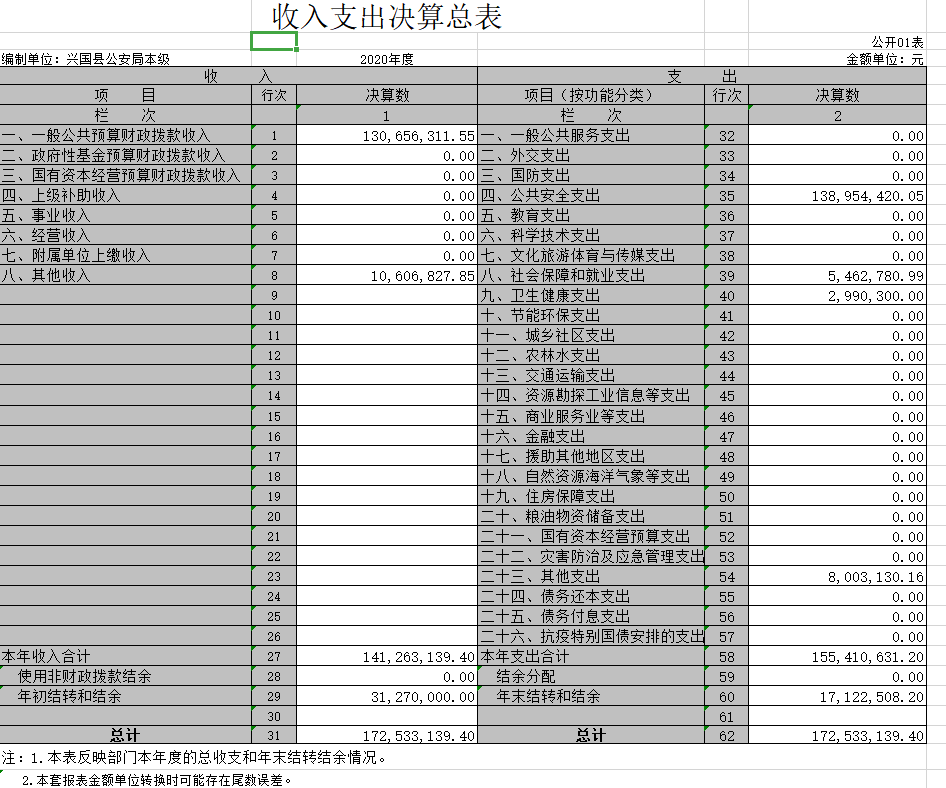 收入支出决算总表
公开01表
编制单位：兴国县公安局本级 2020年度 金额单位：元
收 入 支 出
项 目 行次 决算数 项目（按功能分类） 行次 决算数
栏 次 1 栏 次 2
一、一般公共预算财政拨款收入 1 130,656,311.55 一、一般公共服务支出 32 0.00
二、政府性基金预算财政拨款收入 2 0.00 二、外交支出 33 0.00
三、国有资本经营预算财政拨款收入 3 0.00 三、国防支出 34 0.00
四、上级补助收入 4 0.00 四、公共安全支出 35 138,954,420.05
五、事业收入 5 0.00 五、教育支出 36 0.00
六、经营收入 6 0.00 六、科学技术支出 37 0.00
七、附属单位上缴收入 7 0.00 七、文化旅游体育与传媒支出 38 0.00
八、其他收入 8 10,606,827.85 八、社会保障和就业支出 39 5,462,780.99
9 九、卫生健康支出 40 2,990,300.00
10 十、节能环保支出 41 0.00
11 十一、城乡社区支出 42 0.00
12 十二、农林水支出 43 0.00
13 十三、交通运输支出 44 0.00
14 十四、资源勘探工业信息等支出 45 0.00
15 十五、商业服务业等支出 46 0.00
16 十六、金融支出 47 0.00
17 十七、援助其他地区支出 48 0.00
18 十八、自然资源海洋气象等支出 49 0.00
19 十九、住房保障支出 50 0.00
20 二十、粮油物资储备支出 51 0.00
21 二十一、国有资本经营预算支出 52 0.00
22 二十二、灾害防治及应急管理支出 53 0.00
23 二十三、其他支出 54 8,003,130.16
24 二十四、债务还本支出 55 0.00
25 二十五、债务付息支出 56 0.00
26 二十六、抗疫特别国债安排的支出 57 0.00
本年收入合计 27 141,263,139.40 本年支出合计 58 155,410,631.20
使用非财政拨款结余 28 0.00 结余分配 59 0.00
年初结转和结余 29 31,270,000.00 年末结转和结余 60 17,122,508.20
30 61
总计 31 172,533,139.40 总计 62 172,533,139.40
注：1.本表反映部门本年度的总收支和年末结转结余情况。
2.本套报表金额单位转换时可能存在尾数误差。